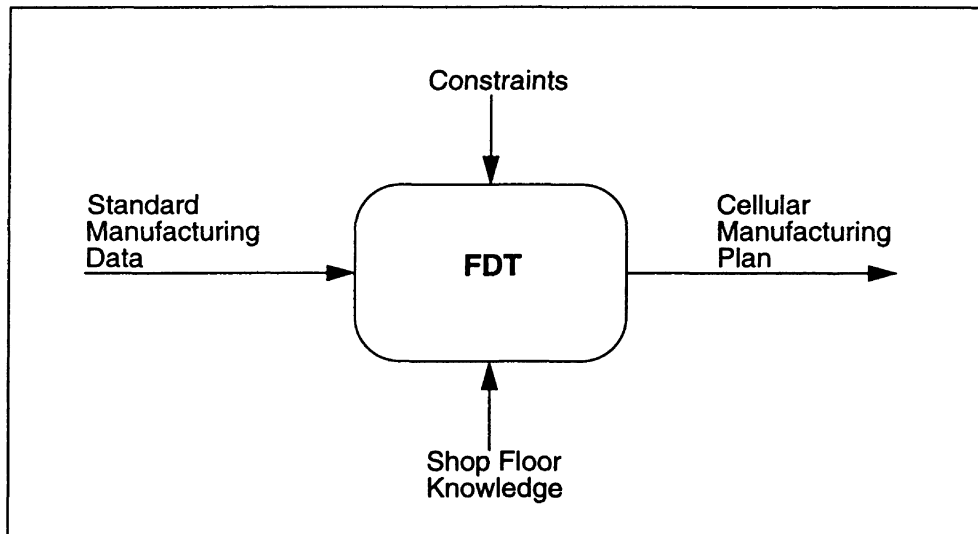 Constraints
Standard
Manufacturing
Data
FDT
Cellular
Manufacturing
Plan
Shop Floor
Knowledge